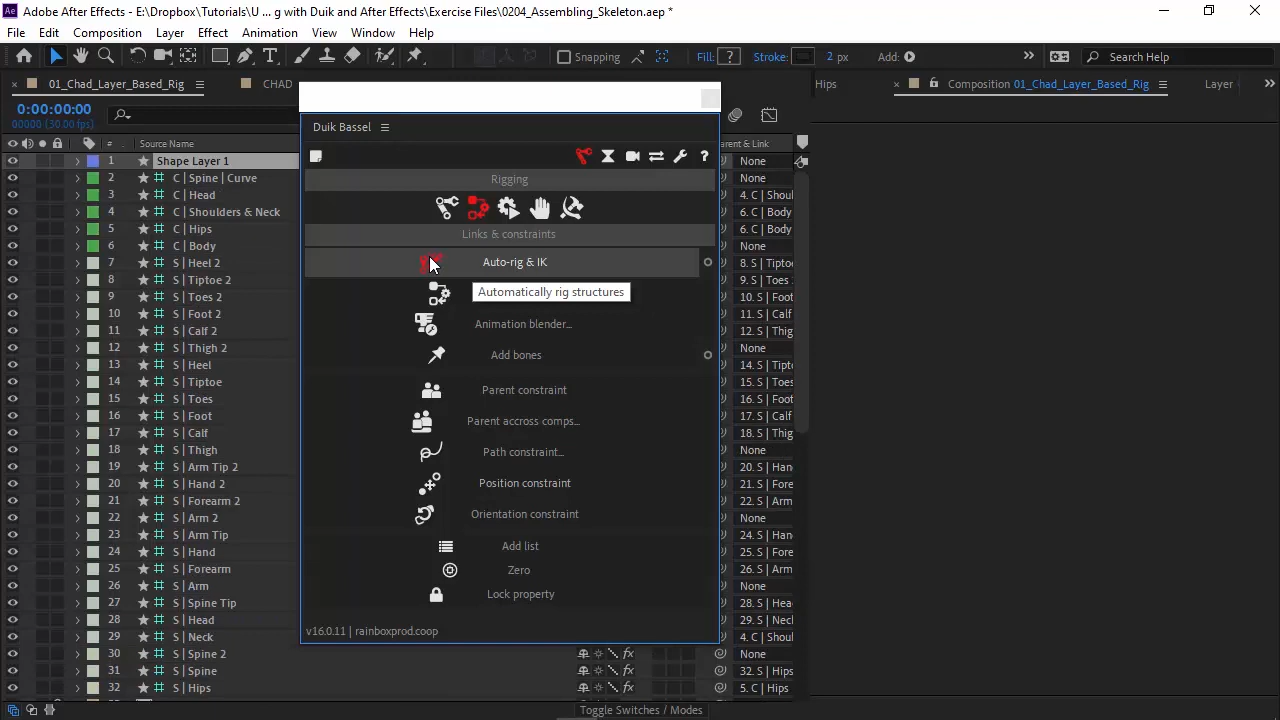 Adobe After Effects - E:\Dropbox\Tutorials\U ... g with Duik and After Effects\Exercise Files\0204_Assembling_Skeleton.aep *
File Edit Composition Layer Effect Animation View Window Help
Snapping Fill: ? Stroke: 2 px Add: Search Help
01_Chad_Layer_Based_Rig CHAD Hips Composition 01_Chad_Layer_Based_Rig Layer
0:00:00:00
00000 (30.00 fps)
# Source Name
Duik Bassel
Rigging
Links & constraints
Auto-rig & IK
Automatically rig structures
Animation blender...
Add bones
Parent constraint
Parent accross comps...
Path constraint...
Position constraint
Orientation constraint
Add list
Zero
Lock property
v16.0.11 | rainboxprod.coop
arent & Link
1 Shape Layer 1 None
2 C | Spine | Curve None
3 C | Head 4. C | Shoul
4 C | Shoulders & Neck 6. C | Body
5 C | Hips 6. C | Body
6 C | Body None
7 S | Heel 2 8. S | Tiptoe
8 S | Tiptoe 2 9. S | Toes
9 S | Toes 2 10. S | Foot
10 S | Foot 2 11. S | Calf
11 S | Calf 2 12. S | Thig
12 S | Thigh 2 None
13 S | Heel 14. S | Tipt
14 S | Tiptoe 15. S | Toes
15 S | Toes 16. S | Foot
16 S | Foot 17. S | Calf
17 S | Calf 18. S | Thig
18 S | Thigh None
19 S | Arm Tip 2 20. S | Hand
20 S | Hand 2 21. S | Fore
21 S | Forearm 2 22. S | Arm
22 S | Arm 2 None
23 S | Arm Tip 24. S | Han
24 S | Hand 25. S | Fore
25 S | Forearm 26. S | Arm
26 S | Arm None
27 S | Spine Tip 28. S | Hea
28 S | Head 29. S | Neck
29 S | Neck 4. C | Shoul
30 S | Spine 2 fx None
31 S | Spine fx 32. S | Hips
32 S | Hips fx 5. C | Hips
Toggle Switches / Modes